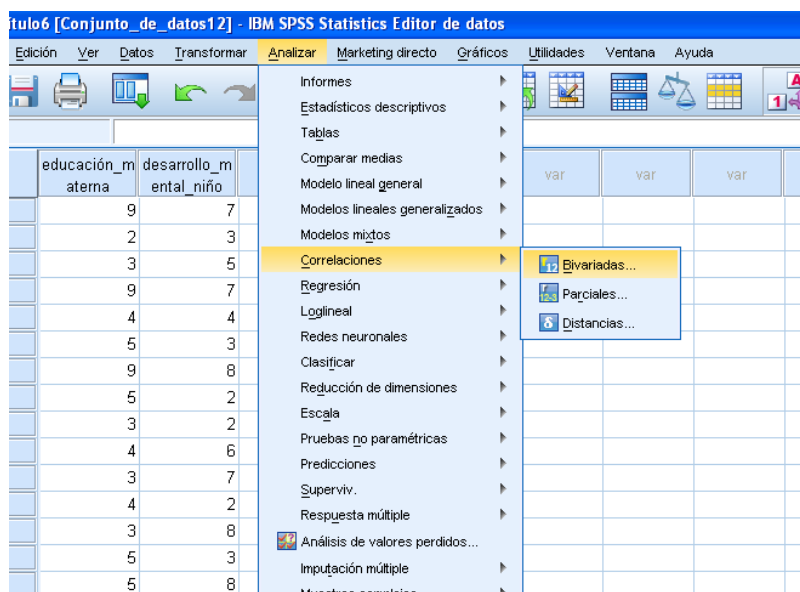 ítulo6 [Conjunto_de_datos12] - IBM SPSS Statistics Editor de datos
Edición Ver Datos Transformar Analizar Marketing directo Gráficos Utilidades Ventana Ayuda
A
1
educación_m
aterna
desarrollo_m
ental_niño
var var var
9 7
2 3
3 5
9 7
4 4
5 3
9 8
5 2
3 2
4 6
3 7
4 2
3 8
5 3
5 8
Informes
Estadísticos descriptivos
Tablas
Comparar medias
Modelo lineal general
Modelos lineales generalizados
Modelos mixtos
Correlaciones
Regresión
Loglineal
Redes neuronales
Clasificar
Reducción de dimensiones
Escala
Pruebas no paramétricas
Predicciones
Superviv.
Respuesta múltiple
Análisis de valores perdidos...
Imputación múltiple
Bivariadas...
Parciales...
Distancias...